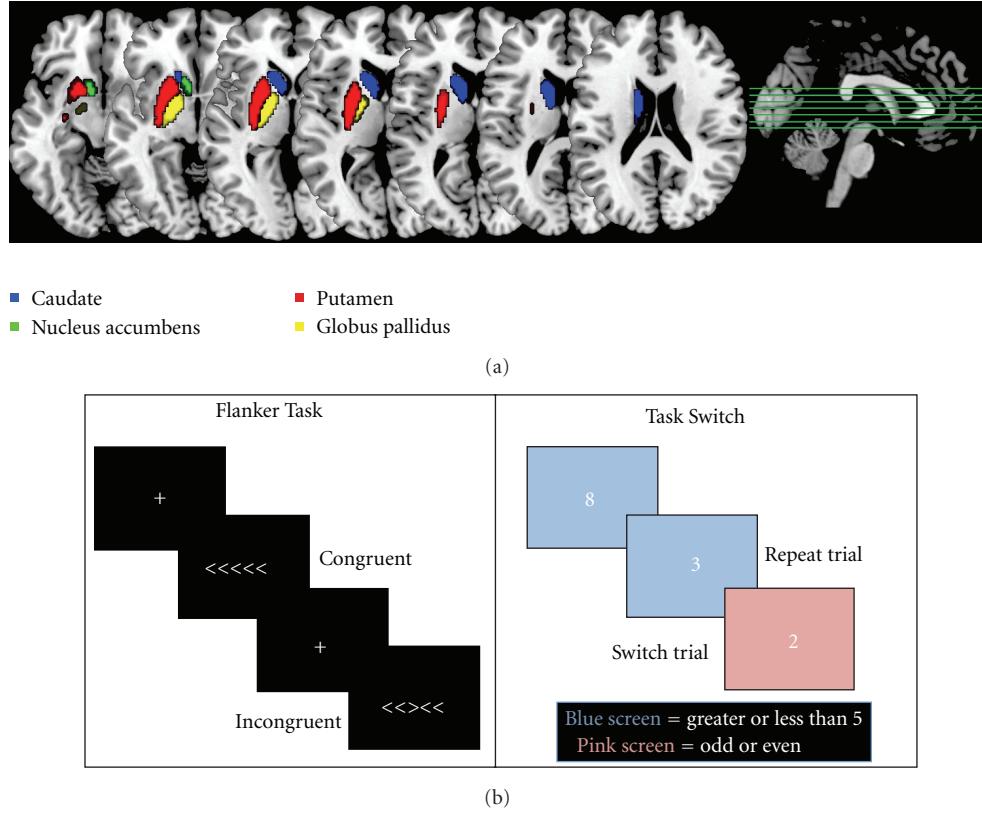 Caudate
Nucleus accumbens
Putamen
Globus pallidus
(a)
Flanker Task
+
<<<<<
Congruent
+
<<><<
Incongruent
Task Switch
8
3
Repeat trial
2
Switch trial
Blue screen = greater or less than 5
Pink screen = odd or even
(b)